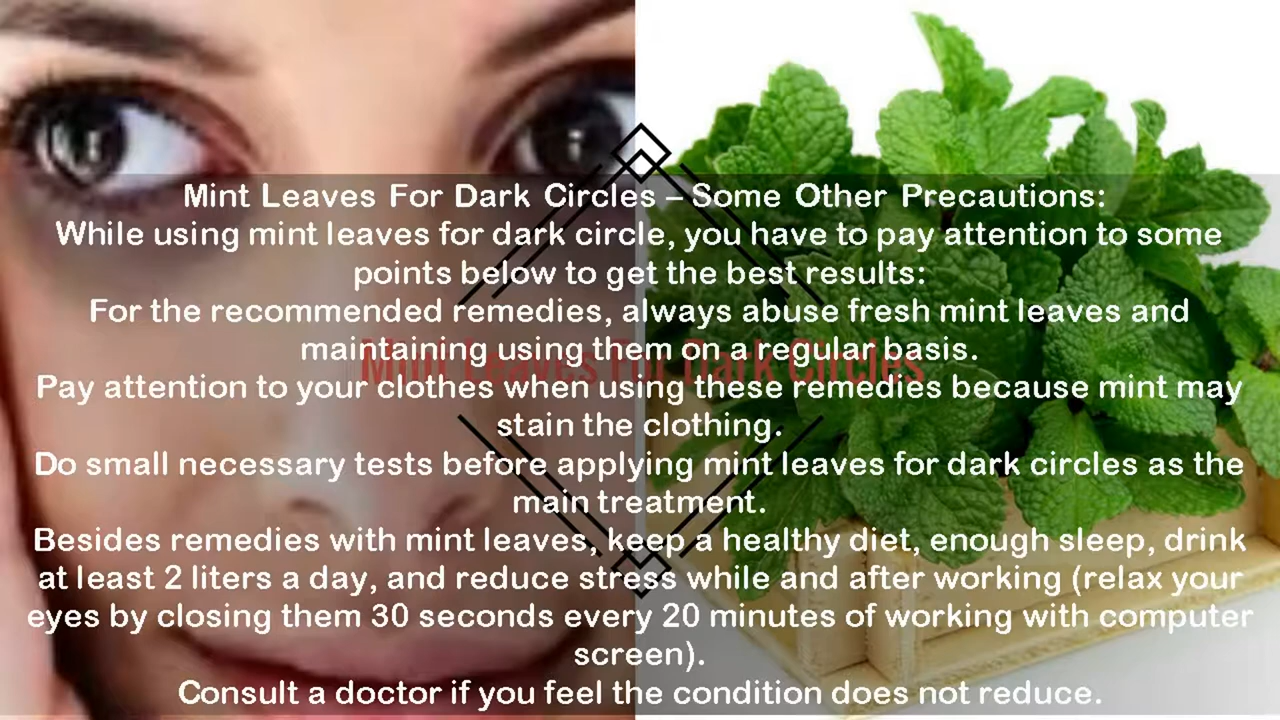 Mint Leaves For Dark Circles – Some Other Precautions:
While using mint leaves for dark circle, you have to pay attention to some
points below to get the best results:
For the recommended remedies, always abuse fresh mint leaves and
maintaining using them on a regular basis.
Mint Leaves For Dark Circles
Pay attention to your clothes when using these remedies because mint may
stain the clothing.
Do small necessary tests before applying mint leaves for dark circles as the
main treatment.
Besides remedies with mint leaves, keep a healthy diet, enough sleep, drink
at least 2 liters a day, and reduce stress while and after working (relax your
eyes by closing them 30 seconds every 20 minutes of working with computer
screen).
Consult a doctor if you feel the condition does not reduce.